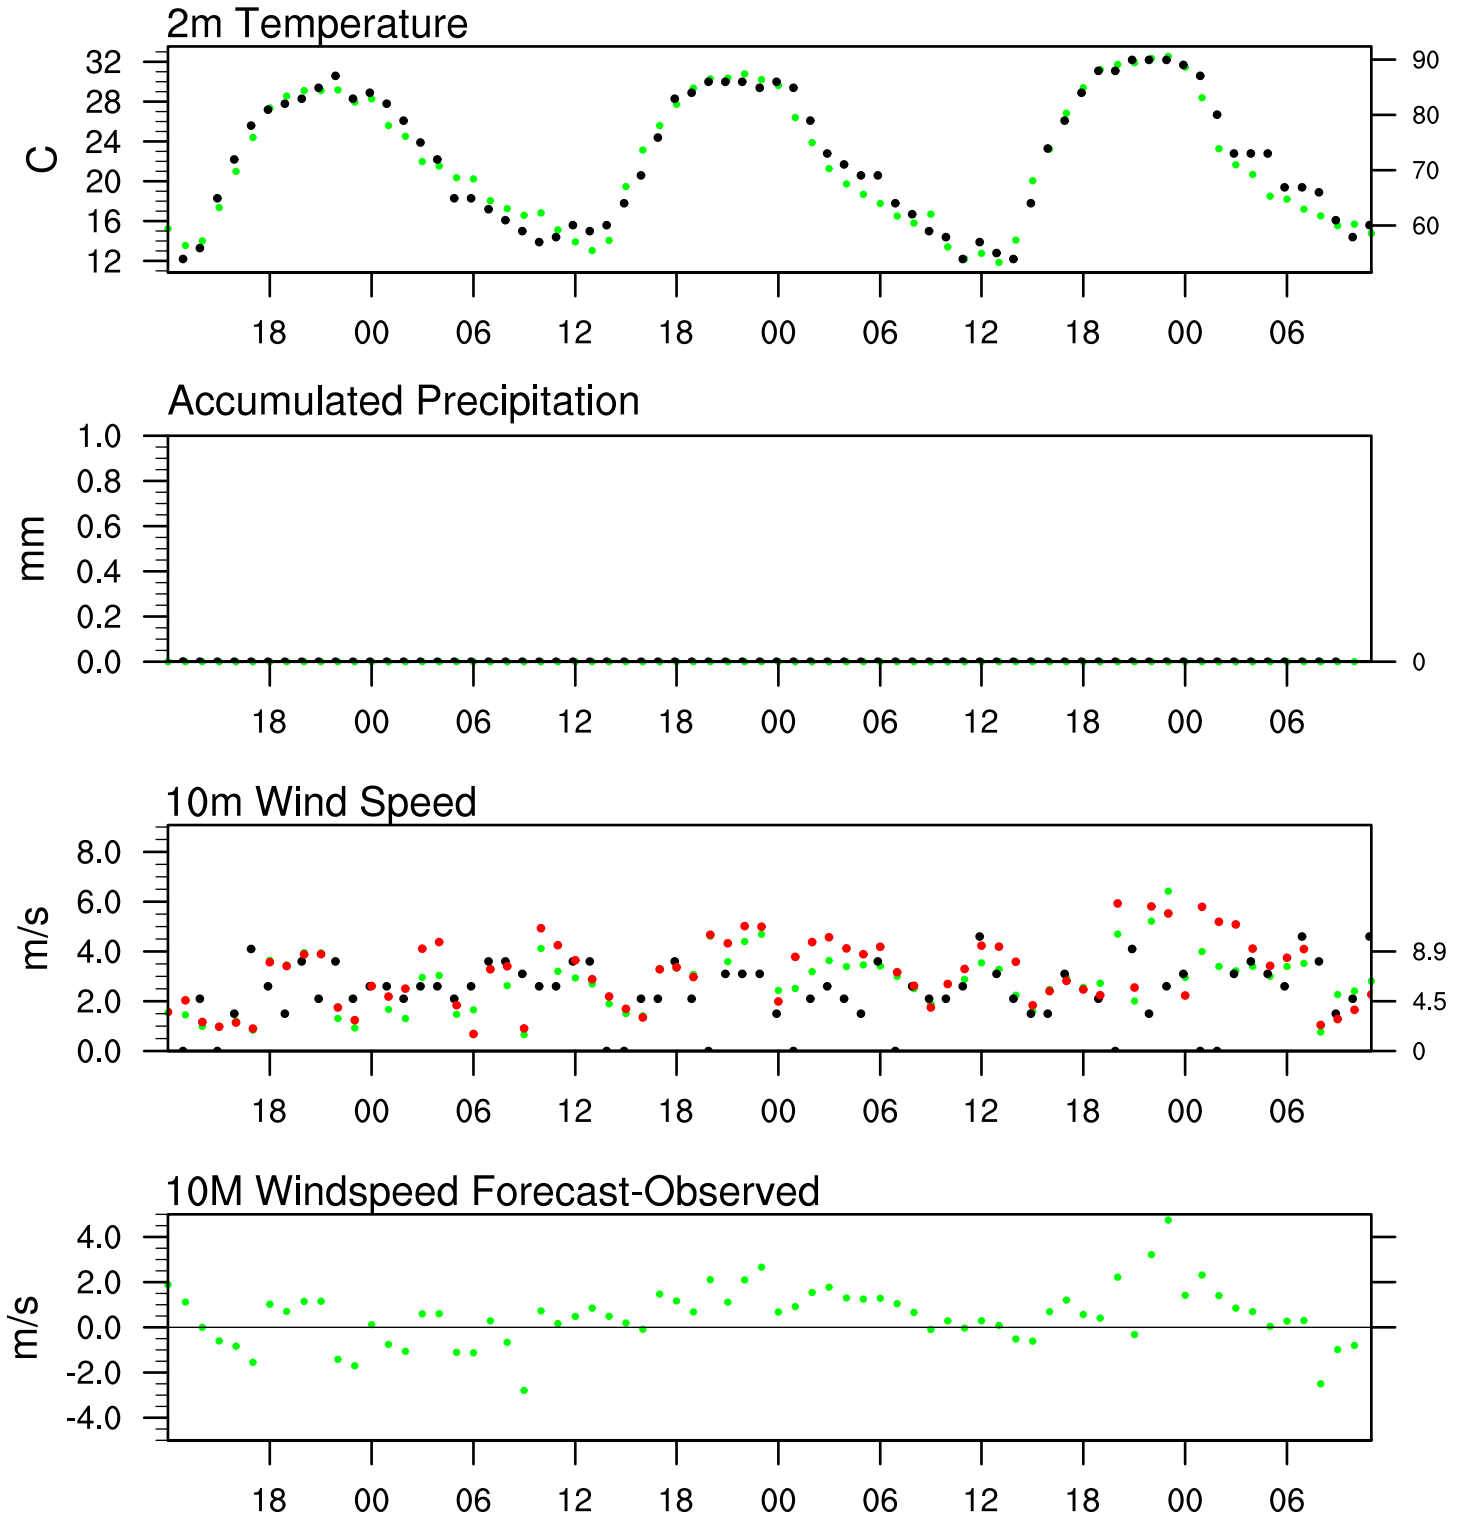 2m Temperature
32
28
24
20
16
12
C
90
80
70
60
18 00 06 12 18 00 06 12 18 00 06
Accumulated Precipitation
1.0
0.8
0.6
0.4
0.2
0.0
mm
0
18 00 06 12 18 00 06 12 18 00 06
10m Wind Speed
8.0
6.0
4.0
2.0
0.0
m/s
8.9
4.5
0
18 00 06 12 18 00 06 12 18 00 06
10M Windspeed Forecast-Observed
4.0
2.0
0.0
-2.0
-4.0
m/s
18 00 06 12 18 00 06 12 18 00 06